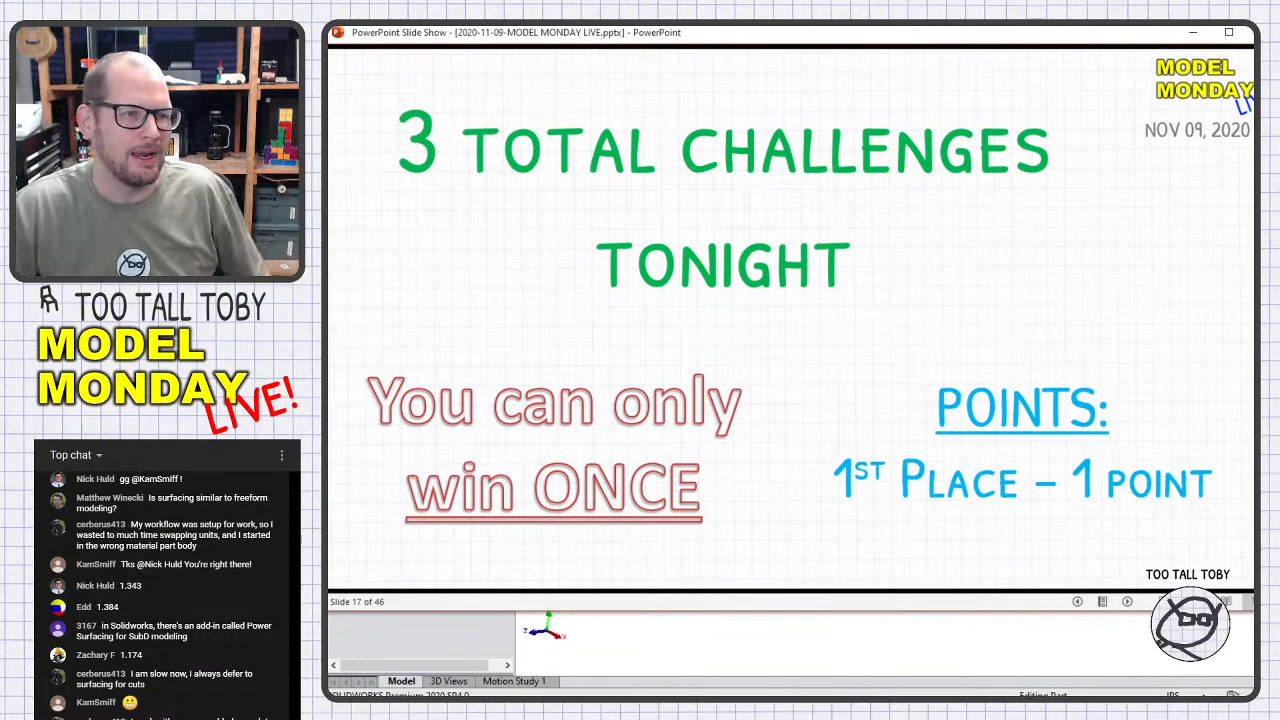 PowerPoint Slide Show - [2020-11-09-MODEL MONDAY LIVE.pptx] - PowerPoint
MODEL
MONDAY
NOV 09, 2020
3 TOTAL CHALLENGES
TONIGHT
You can only
win ONCE
POINTS:
1ST PLACE – 1 POINT
TOO TALL TOBY
Slide 17 of 46
Model
3D Views
Motion Study 1
TOO TALL TOBY
MODEL
MONDAY
LIVE!
Top chat
Nick Huld gg @KamSmiff !
Matthew Winecki Is surfacing similar to freeform
modeling?
cerberus413 My workflow was setup for work, so I
wasted to much time swapping units, and I started
in the wrong material part body
KamSmiff Tks @Nick Huld You're right there!
Nick Huld 1.343
Edd 1.384
3167 in Solidworks, there's an add-in called Power
Surfacing for SubD modeling
Zachary F 1.174
cerberus413 I am slow now, I always defer to
surfacing for cuts
KamSmiff 😬